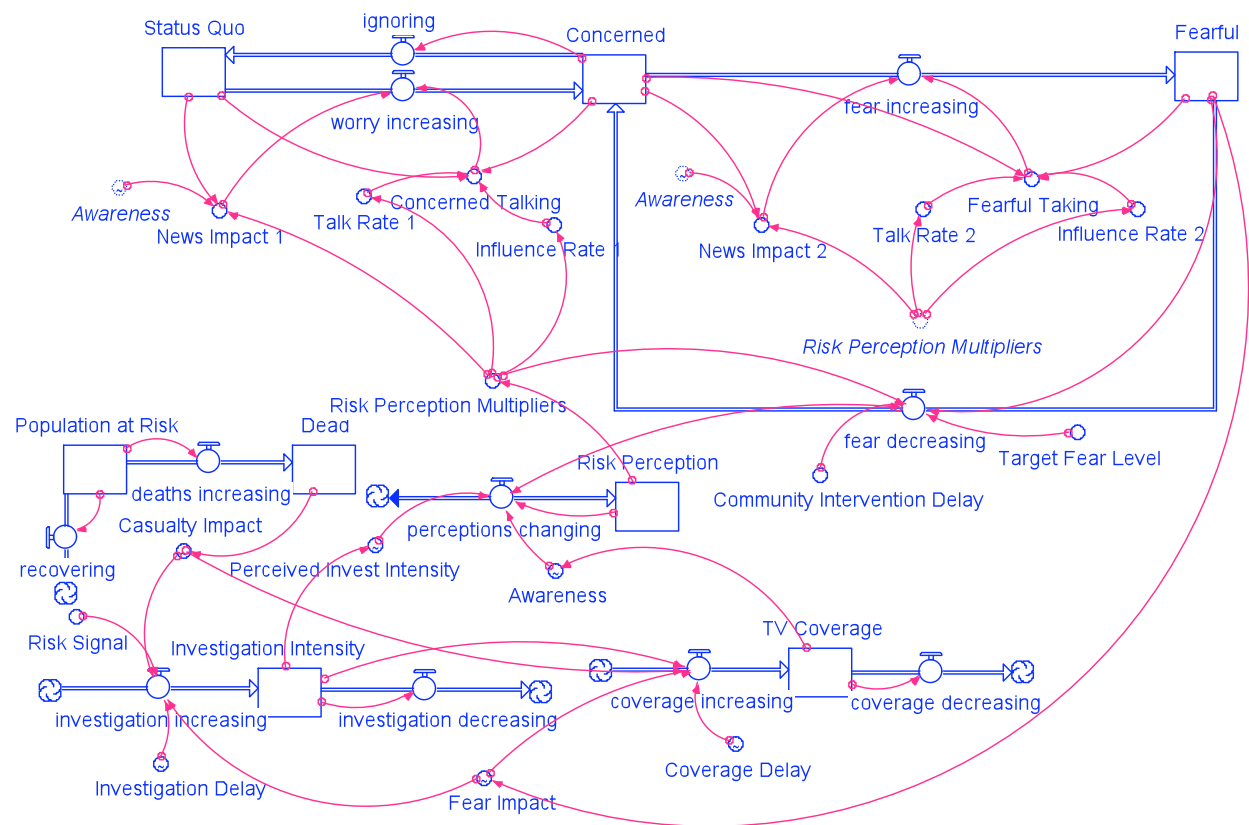 ignoring
Status Quo
Concerned
Fearful
worry increasing
fear increasing
Awareness
Awareness
Concerned Talking
Talk Rate 1
News Impact 1
Influence Rate 1
News Impact 2
Fearful Taking
Talk Rate 2
Influence Rate 2
Risk Perception Multipliers
Risk Perception Multipliers
Population at Risk
Dead
fear decreasing
Target Fear Level
Risk Perception
deaths increasing
Community Intervention Delay
Casualty Impact
perceptions changing
recovering
Perceived Invest Intensity
Awareness
Risk Signal
Investigation Intensity
TV Coverage
investigation increasing
investigation decreasing
coverage increasing
coverage decreasing
Investigation Delay
Coverage Delay
Fear Impact